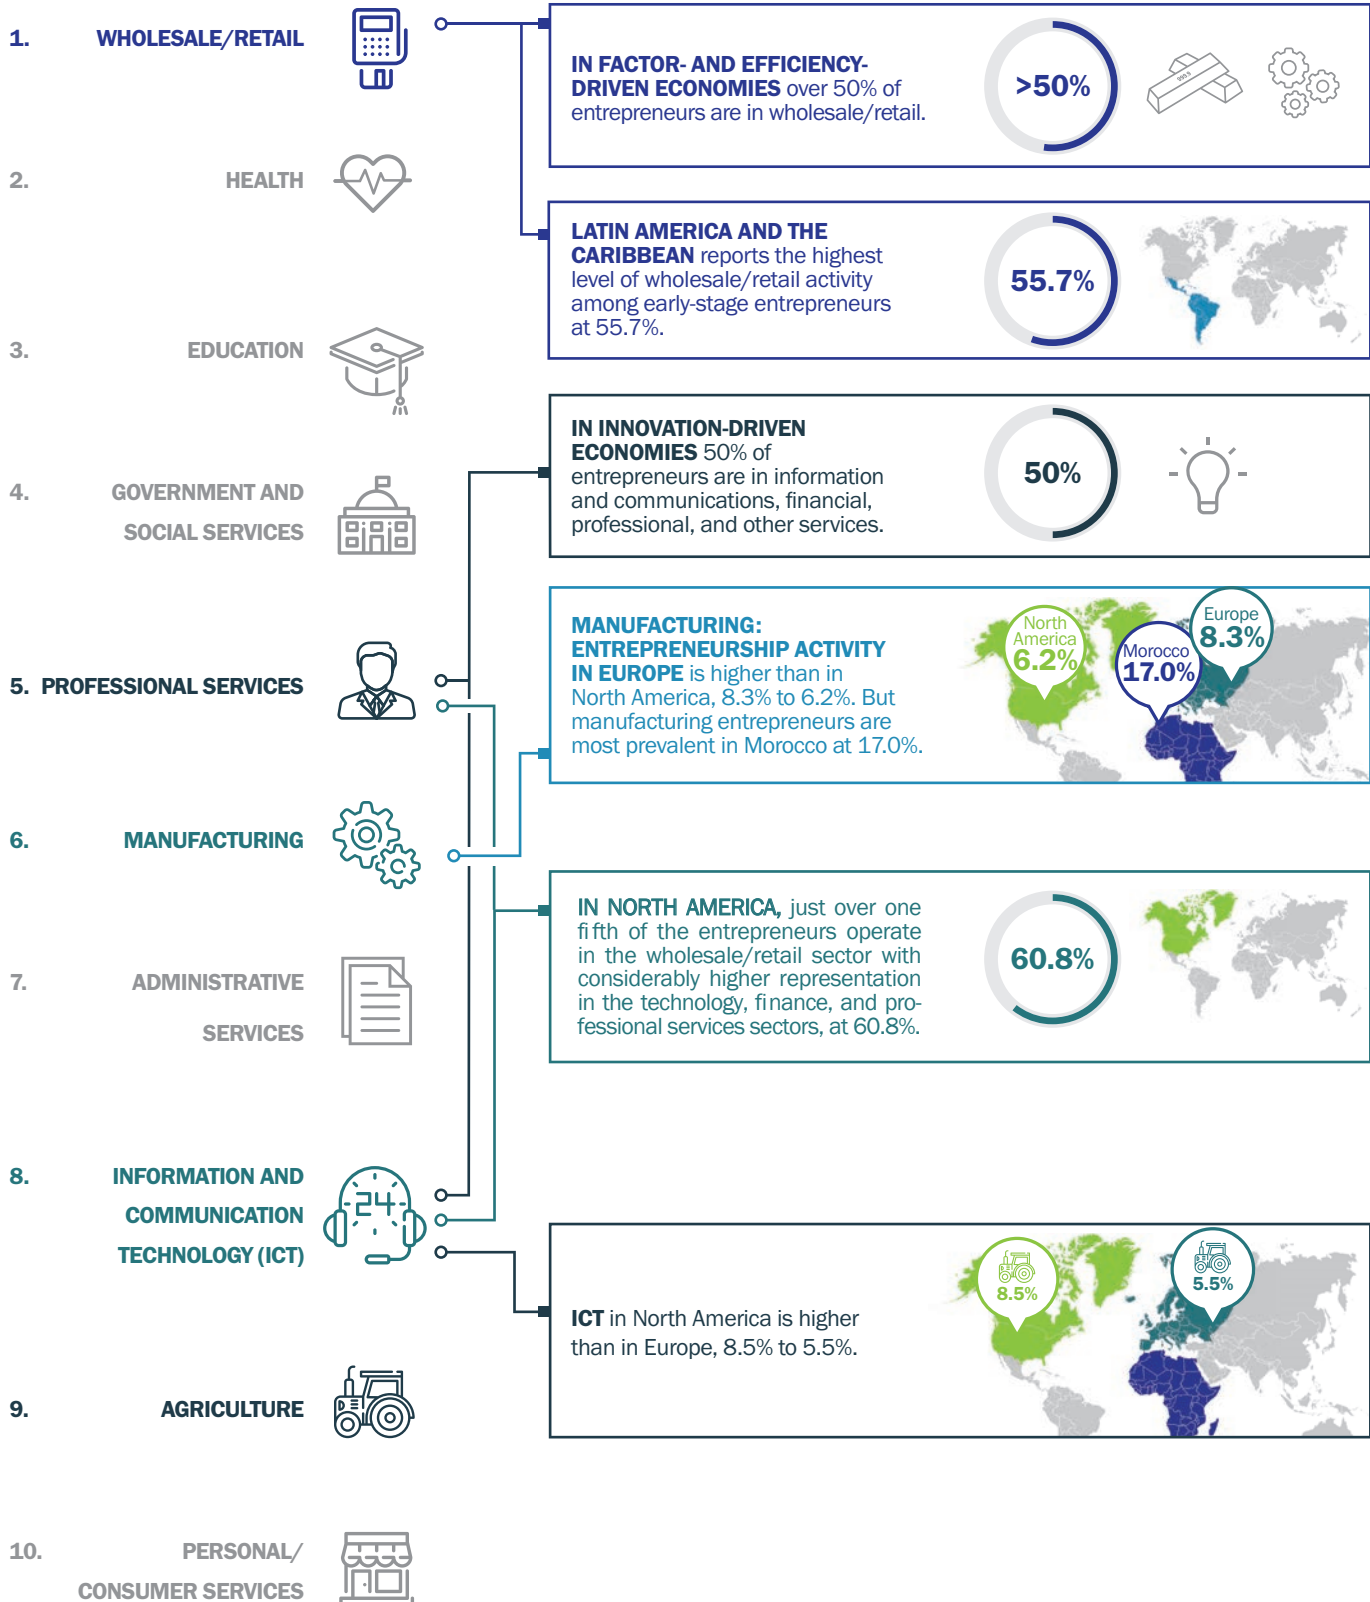 1. WHOLESALE/RETAIL
IN FACTOR- AND EFFICIENCY-
DRIVEN ECONOMIES over 50% of
entrepreneurs are in wholesale/retail.
>50%
999.9
2. HEALTH
LATIN AMERICA AND THE
CARIBBEAN reports the highest
level of wholesale/retail activity
among early-stage entrepreneurs
at 55.7%.
55.7%
3. EDUCATION
IN INNOVATION-DRIVEN
ECONOMIES 50% of
entrepreneurs are in information
and communications, financial,
professional, and other services.
50%
4. GOVERNMENT AND
SOCIAL SERVICES
5. PROFESSIONAL SERVICES
MANUFACTURING:
ENTREPRENEURSHIP ACTIVITY
IN EUROPE is higher than in
North America, 8.3% to 6.2%. But
manufacturing entrepreneurs are
most prevalent in Morocco at 17.0%.
North
America
6.2%
Morocco
17.0%
Europe
8.3%
6. MANUFACTURING
IN NORTH AMERICA, just over one
fifth of the entrepreneurs operate
in the wholesale/retail sector with
considerably higher representation
in the technology, finance, and pro-
fessional services sectors, at 60.8%.
60.8%
7. ADMINISTRATIVE
SERVICES
8. INFORMATION AND
COMMUNICATION
TECHNOLOGY (ICT)
24
ICT in North America is higher
than in Europe, 8.5% to 5.5%.
8.5%
5.5%
9. AGRICULTURE
10. PERSONAL/
CONSUMER SERVICES